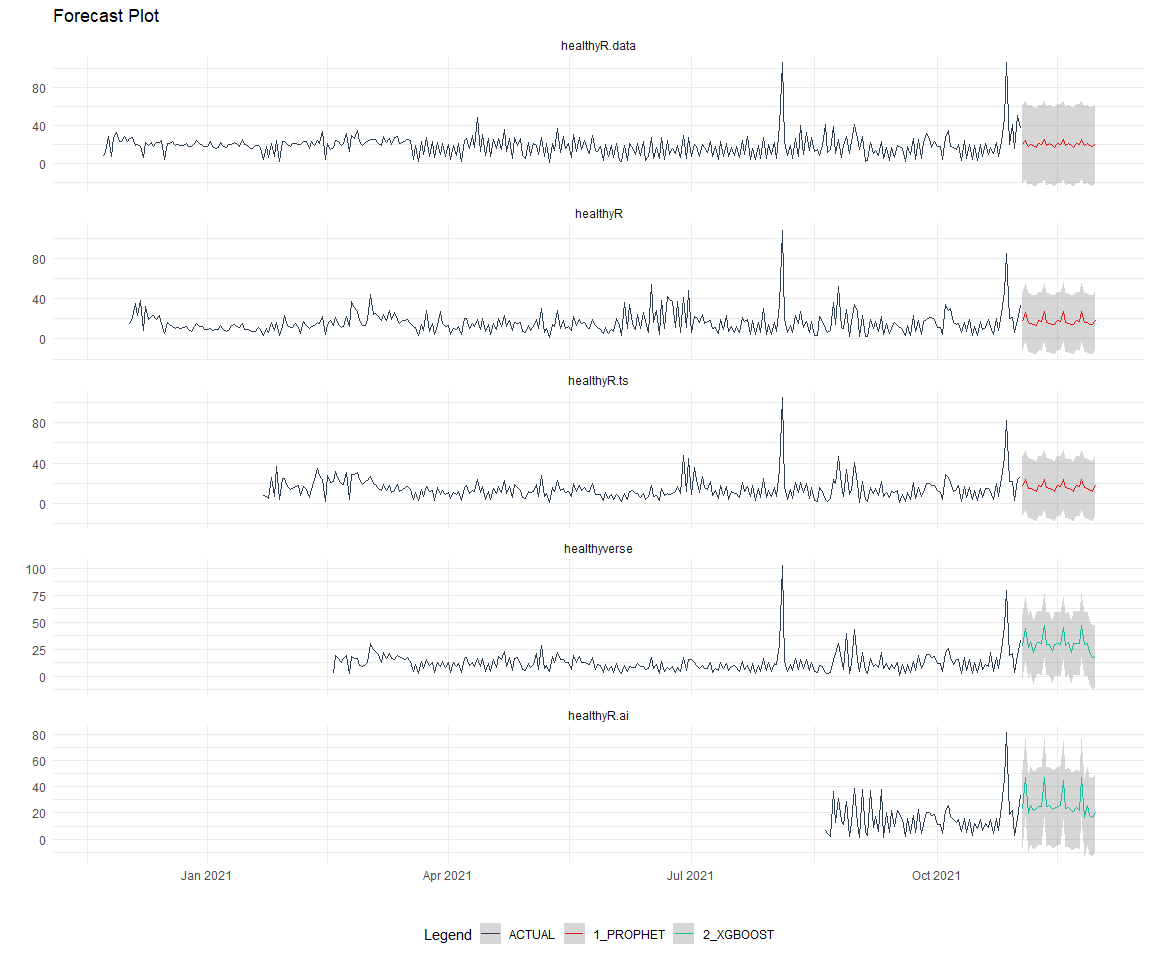 Forecast Plot
healthyR.data
80
40
0
healthyR
80
40
0
healthyR.ts
80
40
0
healthyverse
100
75
50
25
0
healthyR.ai
80
60
40
20
0
Jan 2021 Apr 2021 Jul 2021 Oct 2021
Legend ACTUAL 1_PROPHET 2_XGBOOST